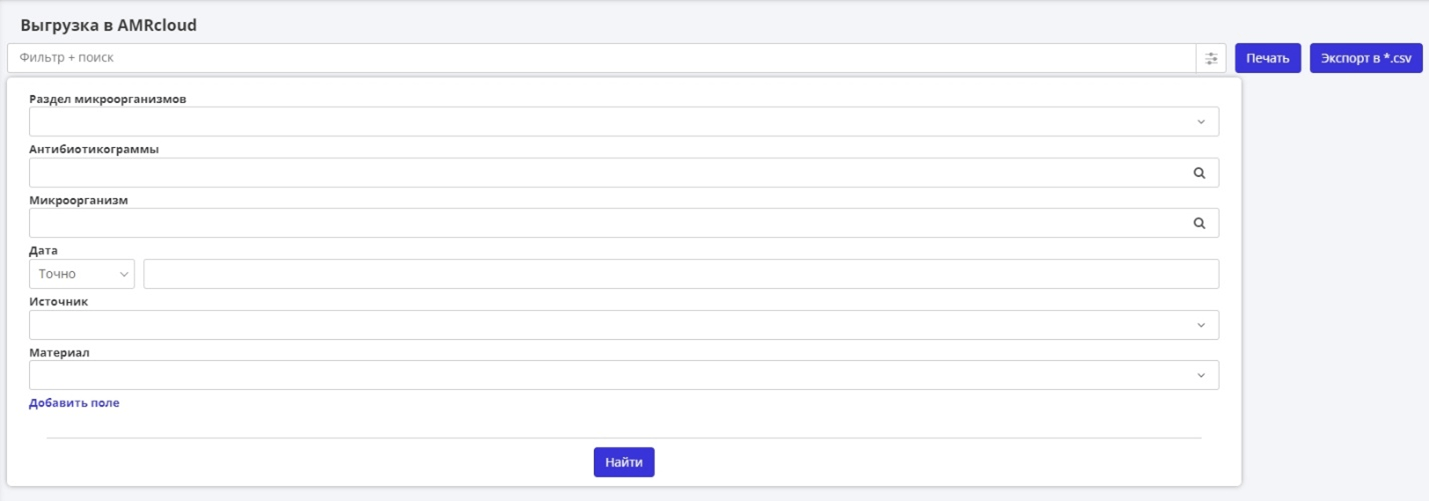 Выгрузка в AMRcloud
Фильтр + поиск
Печать
Экспорт в *.csv
Раздел микроорганизмов
Антибиотикограммы
Микроорганизм
Дата
Точно
Источник
Материал
Добавить поле
Найти